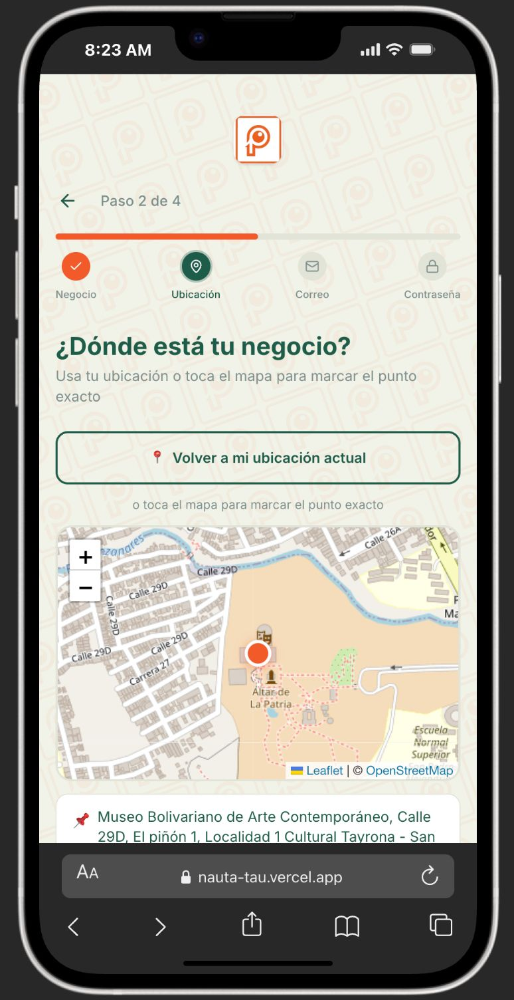 8:23 AM
Paso 2 de 4
Negocio
Ubicación
Correo
Contraseña
¿Dónde está tu negocio?
Usa tu ubicación o toca el mapa para marcar el punto
exacto
Volver a mi ubicación actual
o toca el mapa para marcar el punto exacto
+
−
Calle 26A
Calle 29D
Calle 29D
Calle 29D
Calle 29D
Calle 29D
Carrera 27
Altar de
La Patria
Escuela
Normal
Superior
Leaflet | © OpenStreetMap
Museo Bolivariano de Arte Contemporáneo, Calle
29D, El piñón 1, Localidad 1 Cultural Tayrona - San
AA
nauta-tau.vercel.app